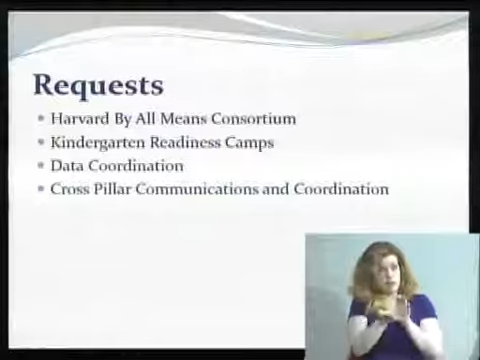 Requests
Harvard By All Means Consortium
Kindergarten Readiness Camps
Data Coordination
Cross Pillar Communications and Coordination